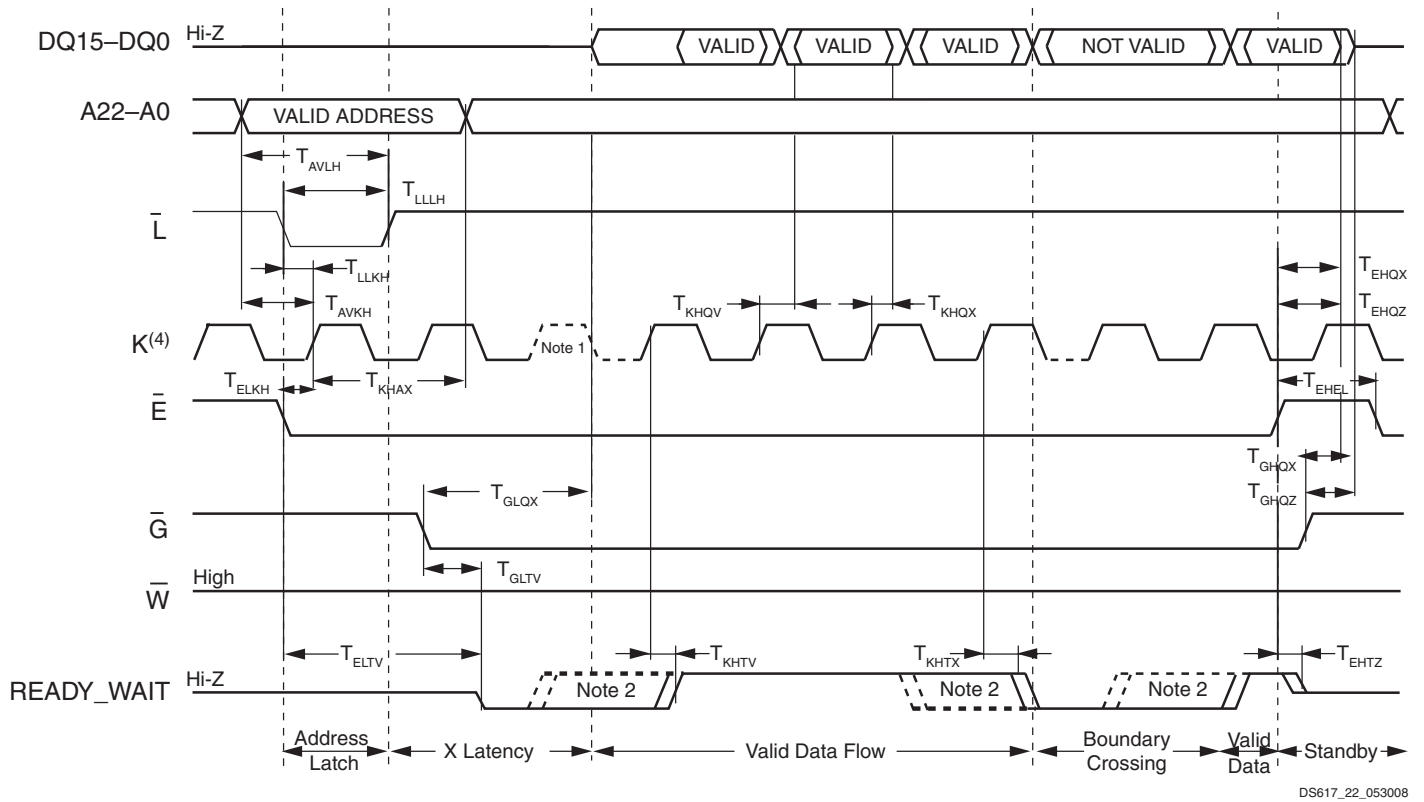 DQ15–DQ0 Hi-Z VALID VALID VALID NOT VALID VALID
A22–A0 VALID ADDRESS
TAVLH
TLLLH
L̅
TLLKH TEHQX
TAVKH TKHQV TKHQX TEHQZ
K(4) Note 1
TELKH TKHAX TEHEL
E̅
TGHQX
TGLQX TGHQZ
G̅
TGLTV
W̅ High
TELTV TKHTV TKHTX TEHTZ
READY_WAIT Hi-Z Note 2 Note 2 Note 2
Address Latch X Latency Valid Data Flow Boundary Crossing Valid Data Standby
DS617_22_053008